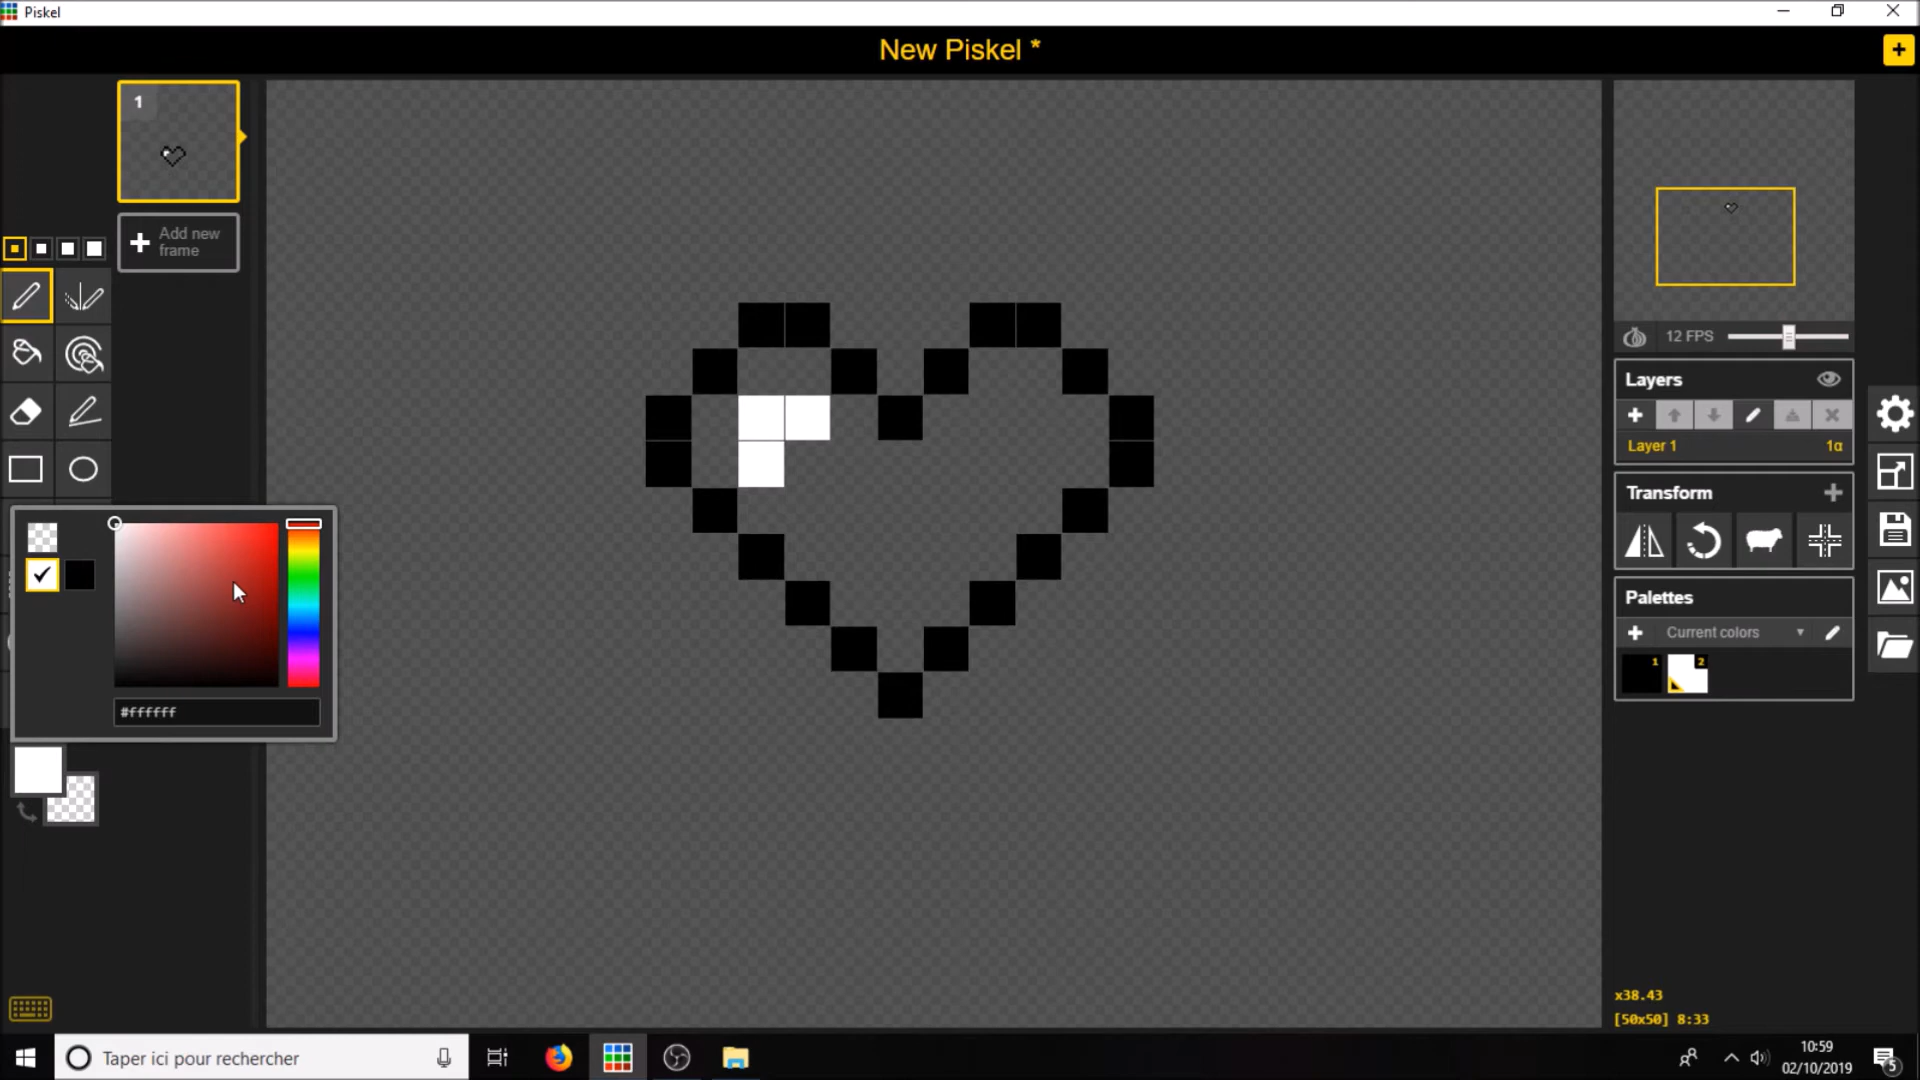 Piskel
New Piskel *
1
Add new
frame
12 FPS
Layers
Layer 1
1α
Transform
Palettes
Current colors
1
2
#ffffff
x38.43
[50x50] 8:33
Taper ici pour rechercher
10:59
02/10/2019
5